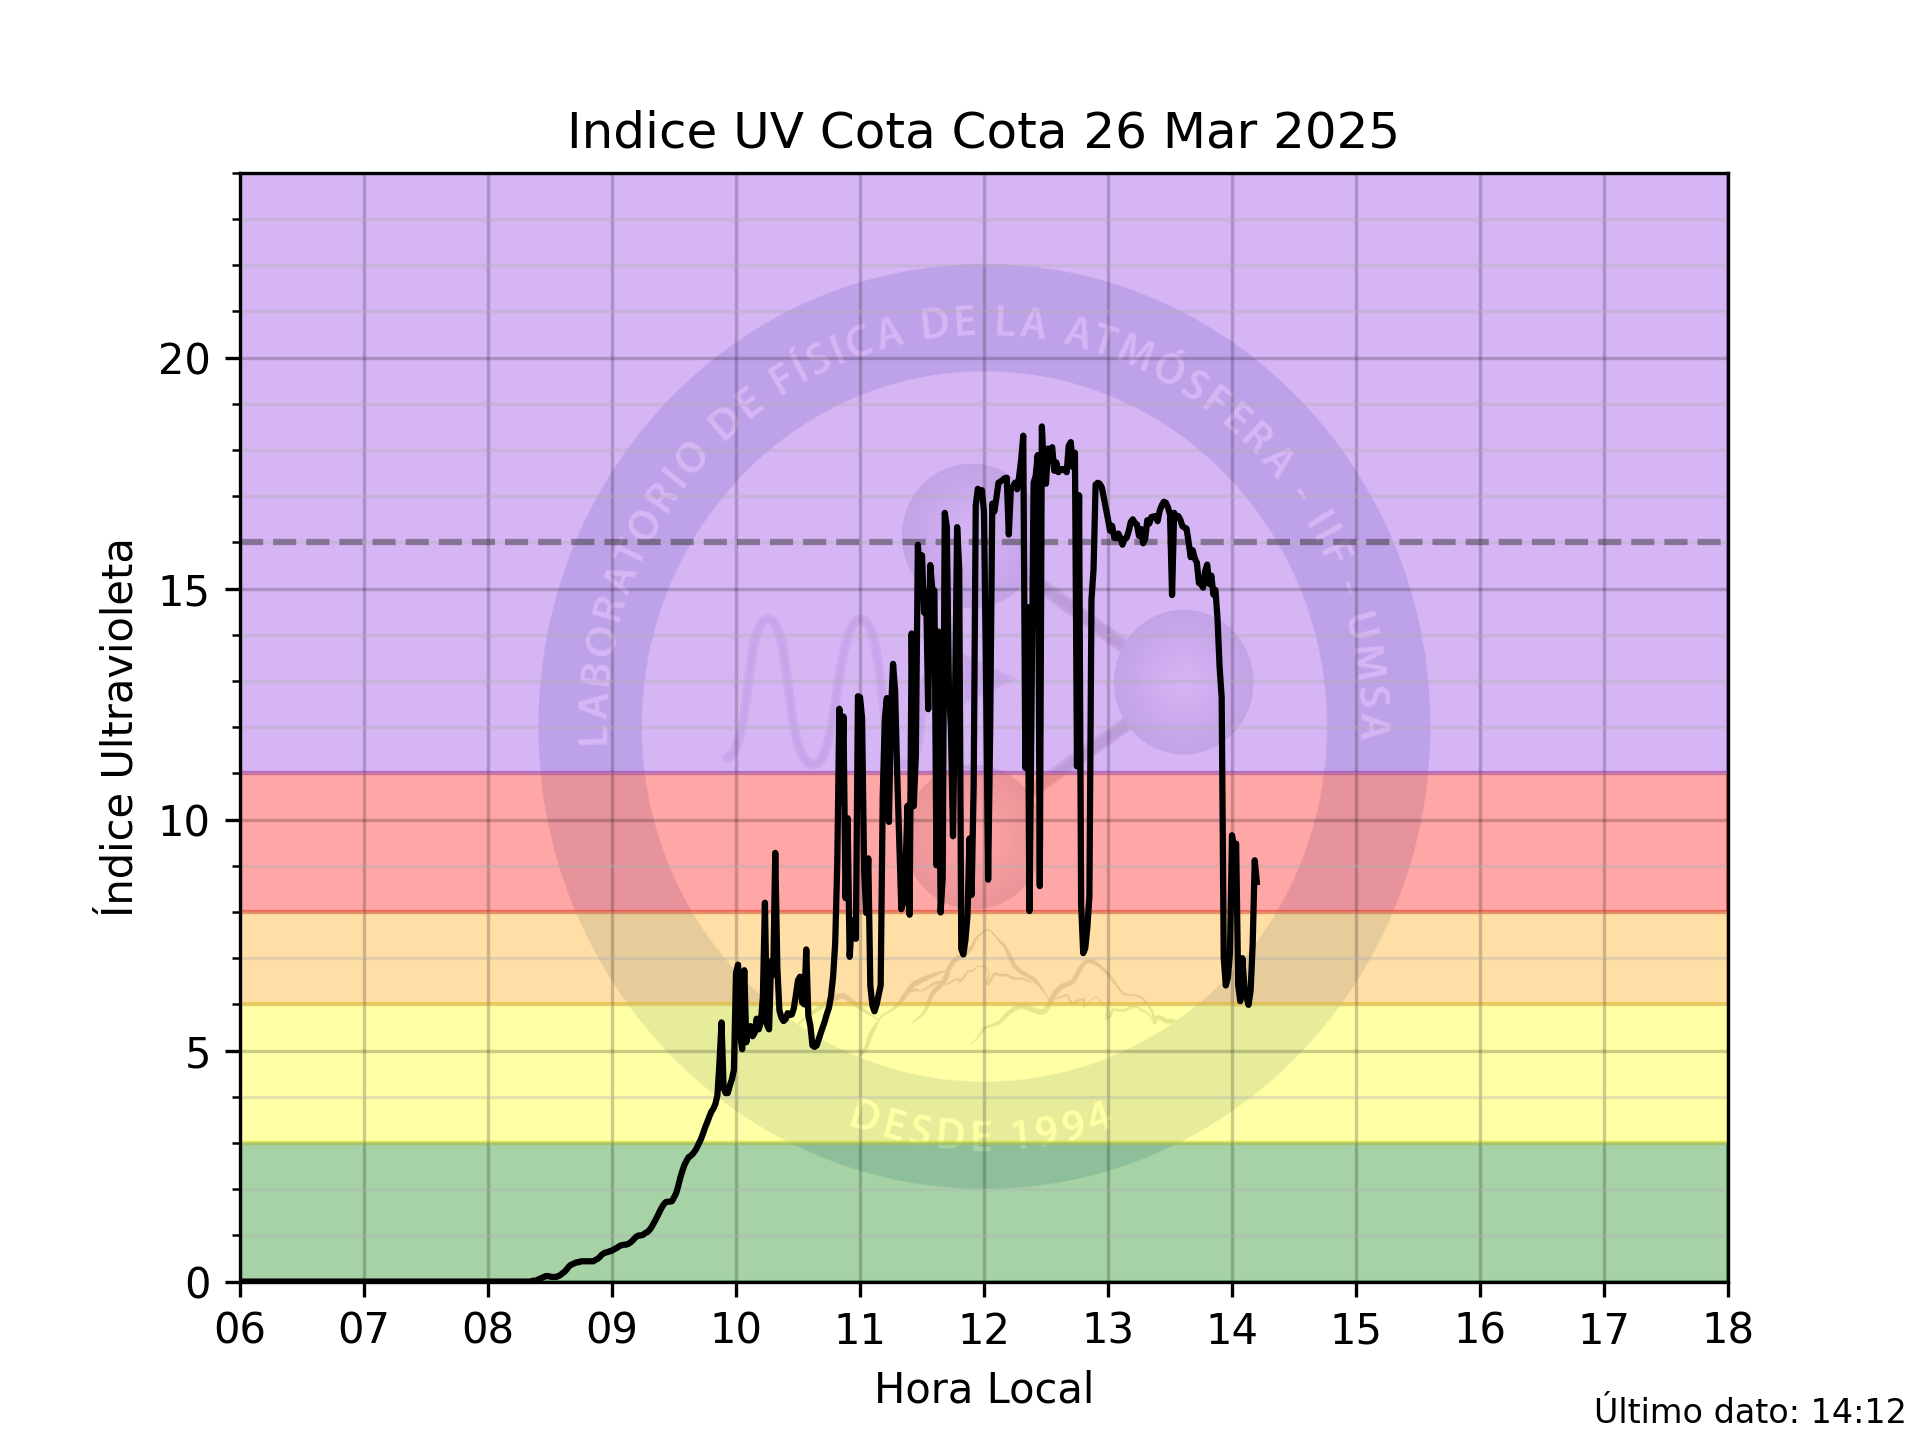 Indice UV Cota Cota 26 Mar 2025
20
15
10
5
0
Índice Ultravioleta
LABORATORIO DE FÍSICA DE LA ATMÓSFERA - IIF - UMSA
DESDE 1994
06 07 08 09 10 11 12 13 14 15 16 17 18
Hora Local
Último dato: 14:12